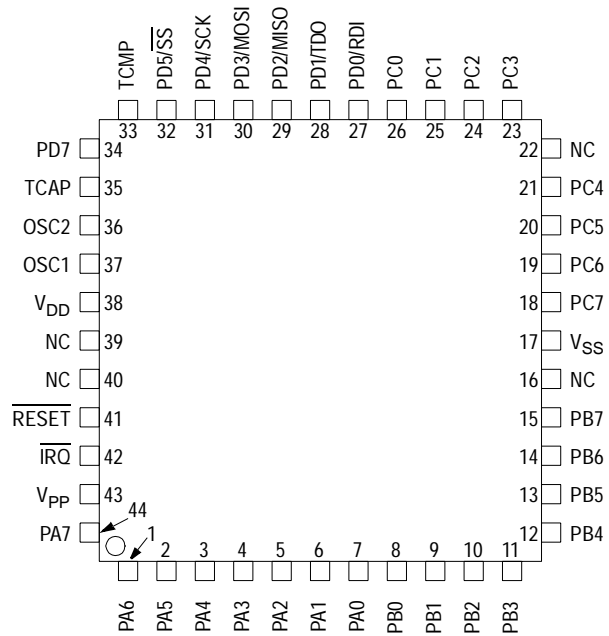 TCMP PD5/S̅S̅ PD4/SCK PD3/MOSI PD2/MISO PD1/TDO PD0/RDI PC0 PC1 PC2 PC3
33 32 31 30 29 28 27 26 25 24 23
PD7 34 22 NC
TCAP 35 21 PC4
OSC2 36 20 PC5
OSC1 37 19 PC6
VDD 38 18 PC7
NC 39 17 VSS
NC 40 16 NC
R̅E̅S̅E̅T̅ 41 15 PB7
I̅R̅Q̅ 42 14 PB6
VPP 43 13 PB5
PA7 44 12 PB4
1 2 3 4 5 6 7 8 9 10 11
PA6 PA5 PA4 PA3 PA2 PA1 PA0 PB0 PB1 PB2 PB3